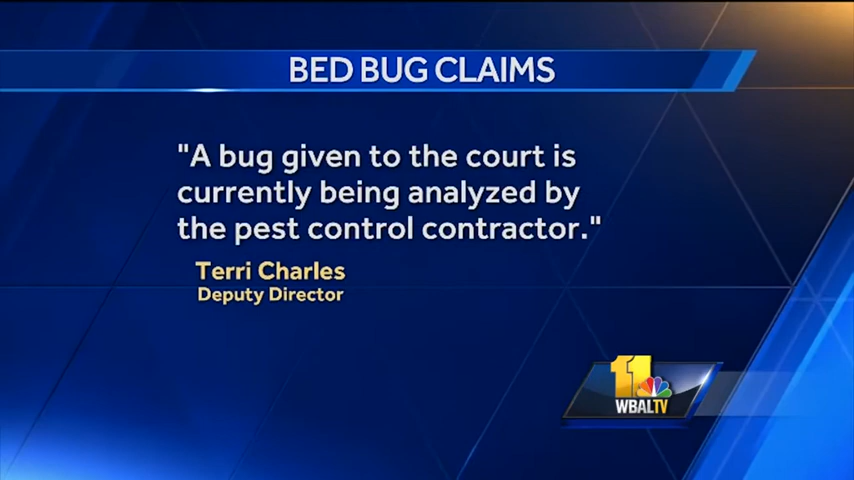 BED BUG CLAIMS
"A bug given to the court is
currently being analyzed by
the pest control contractor."
Terri Charles
Deputy Director
11
WBALTV